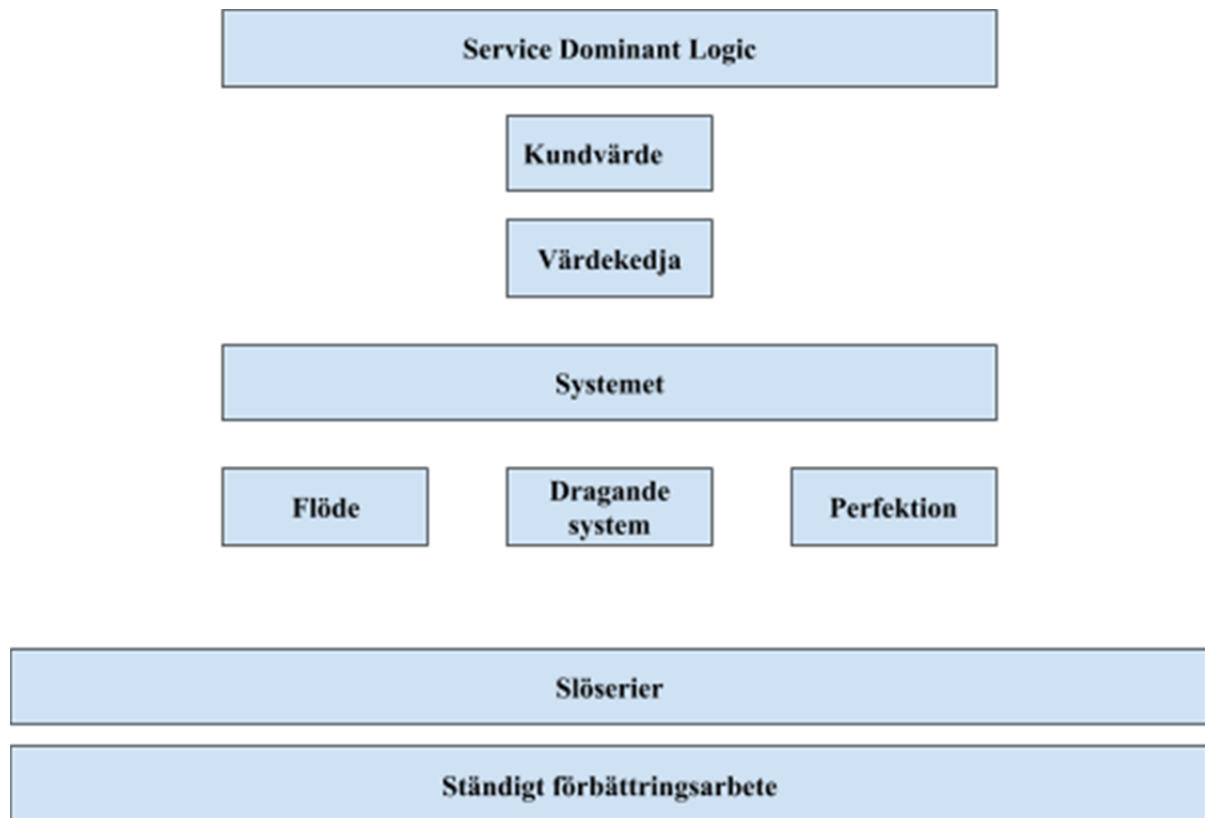 Service Dominant Logic
Kundvärde
Värdekedja
Systemet
Flöde
Dragande
system
Perfektion
Slöserier
Ständigt förbättringsarbete